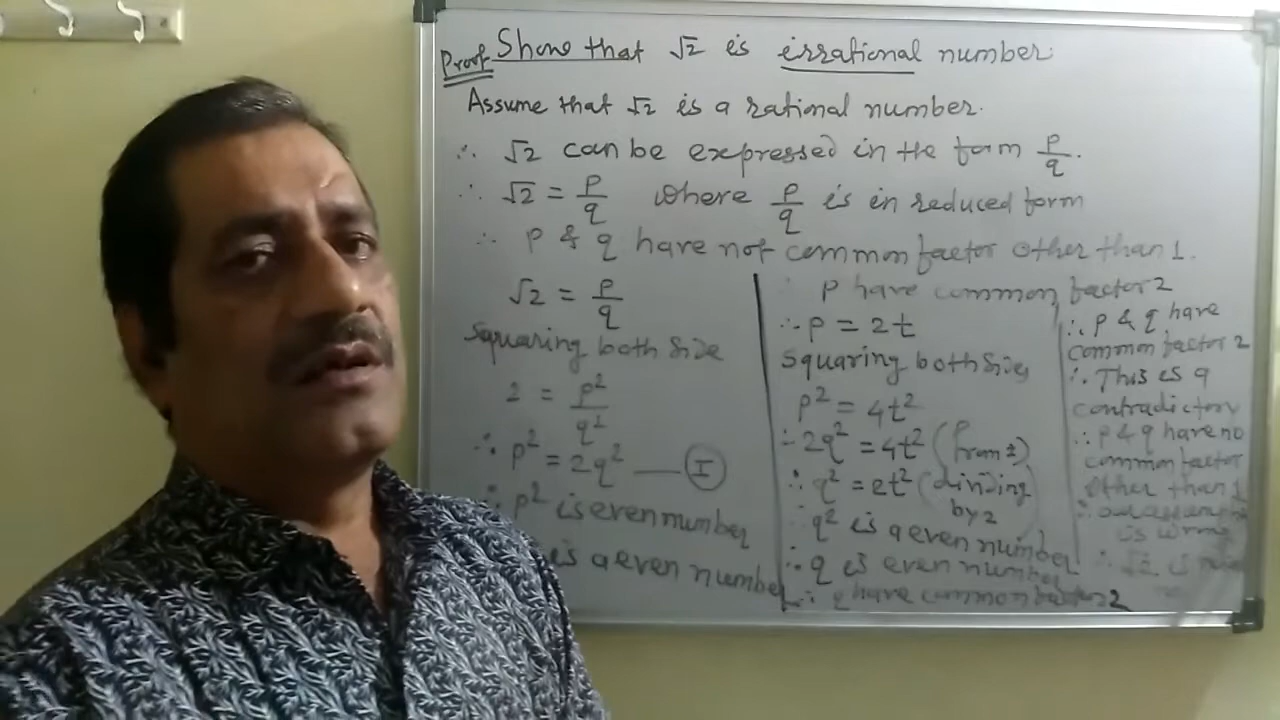 Proof Show that √2 is irrational number.
Assume that √2 is a rational number.
∴ √2 can be expressed in the form p/q.
∴ √2 = p/q where p/q is in reduced form
∴ p & q have not common factor other than 1.
√2 = p/q
Squaring both side
2 = p²/q²
∴ p² = 2q² — I
∴ p² is even number
is a even number
∴ p have common factor 2
∴ p = 2t
squaring both side,
p² = 4t²
∴ 2q² = 4t² (from
∴ q² = 2t² (dividing
by 2
∴ q² is a even number
∴ q is even number
∴ q have common factor 2
∴ p & q have
common factor 2
∴ This is a
contradictory
∴ p & q have no
common factor
other than 1
∴ our
is wrong
∴ √2 is